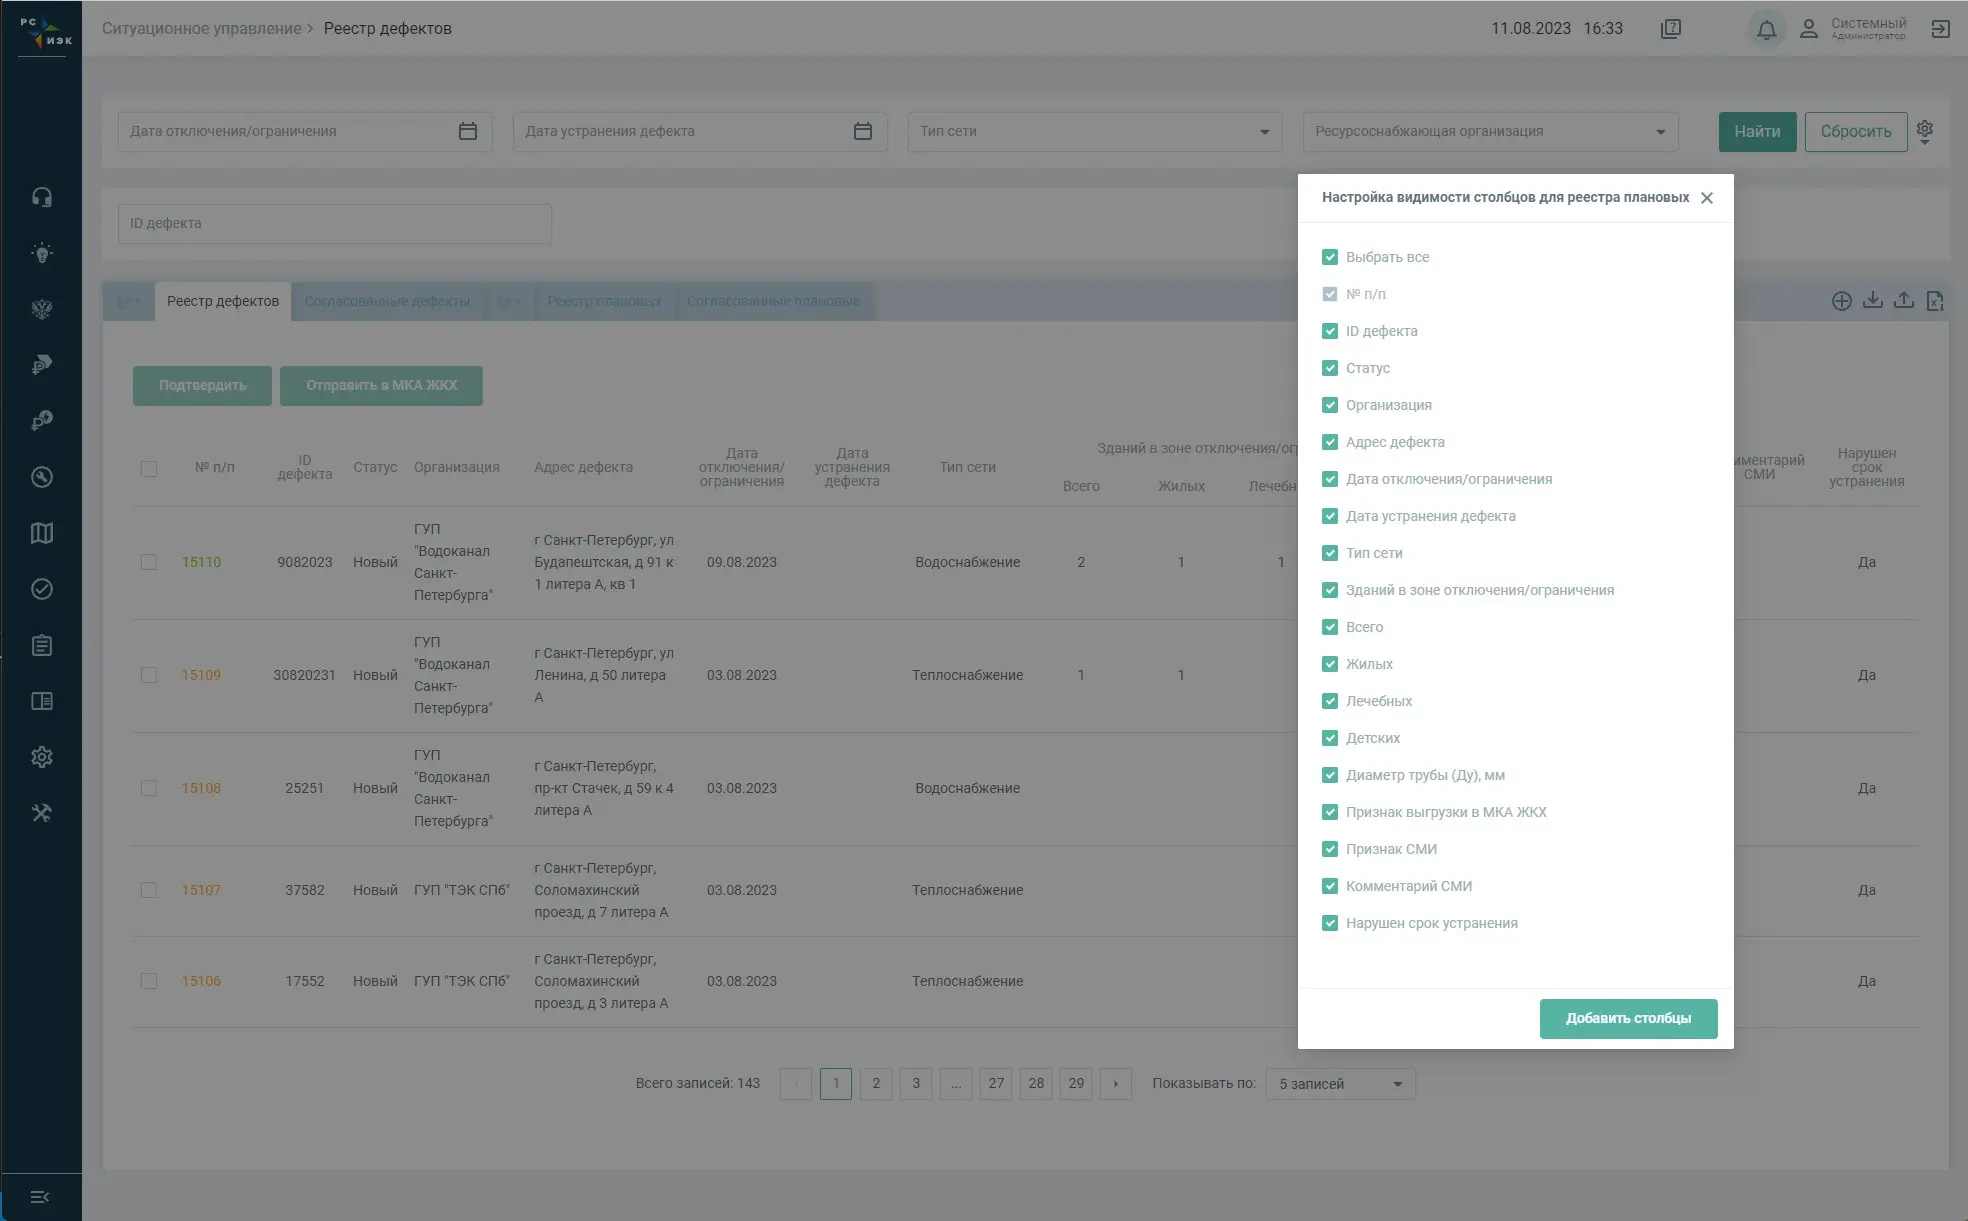 РС
ИЭК
Ситуационное управление › Реестр дефектов
11.08.2023 16:33
Системный
Администратор
Дата отключения/ограничения
Дата устранения дефекта
Тип сети
Ресурсоснабжающая организация
Найти
Сбросить
ID дефекта
Реестр дефектов
Согласованные дефекты
Реестр плановых
Согласованные плановые
Подтвердить
Отправить в МКА ЖКХ
№ п/п
ID
дефекта
Статус
Организация
Адрес дефекта
Дата
отключения/
ограничения
Дата
устранения
дефекта
Тип сети
Здений в зоне отключения/ог
Всего
Жилых
Лечебн
ментарий
СМИ
Нарушен
срок
устранения
15110
9082023
Новый
ГУП
"Водоканал
Санкт-
Петербурга"
г Санкт-Петербург, ул
Будапештская, д 91 к
1 литера А, кв 1
09.08.2023
Водоснабжение
2
1
1
Да
15109
30820231
Новый
ГУП
"Водоканал
Санкт-
Петербурга"
г Санкт-Петербург, ул
Ленина, д 50 литера
А
03.08.2023
Теплоснабжение
1
1
Да
15108
25251
Новый
ГУП
"Водоканал
Санкт-
Петербурга"
г Санкт-Петербург,
пр-кт Стачек, д 59 к 4
литера А
03.08.2023
Водоснабжение
Да
15107
37582
Новый
ГУП "ТЭК СПб"
г Санкт-Петербург,
Соломахинский
проезд, д 7 литера А
03.08.2023
Теплоснабжение
Да
15106
17552
Новый
ГУП "ТЭК СПб"
г Санкт-Петербург,
Соломахинский
проезд, д 3 литера А
03.08.2023
Теплоснабжение
Да
Всего записей: 143
1
2
3
...
27
28
29
Показывать по:
5 записей
Настройка видимости столбцов для реестра плановых
Выбрать все
№ п/п
ID дефекта
Статус
Организация
Адрес дефекта
Дата отключения/ограничения
Дата устранения дефекта
Тип сети
Зданий в зоне отключения/ограничения
Всего
Жилых
Лечебных
Детских
Диаметр трубы (Ду), мм
Признак выгрузки в МКА ЖКХ
Признак СМИ
Комментарий СМИ
Нарушен срок устранения
Добавить столбцы